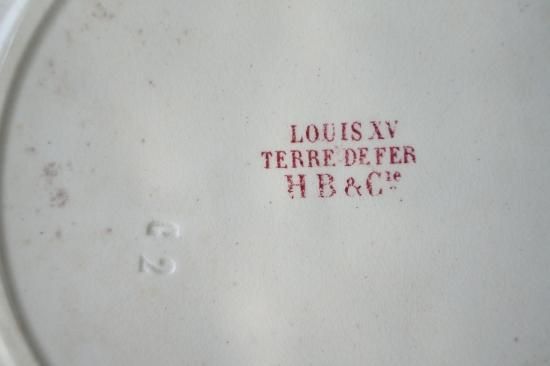 LOUIS XV
TERRE DE FER
H B & Cie
C 2